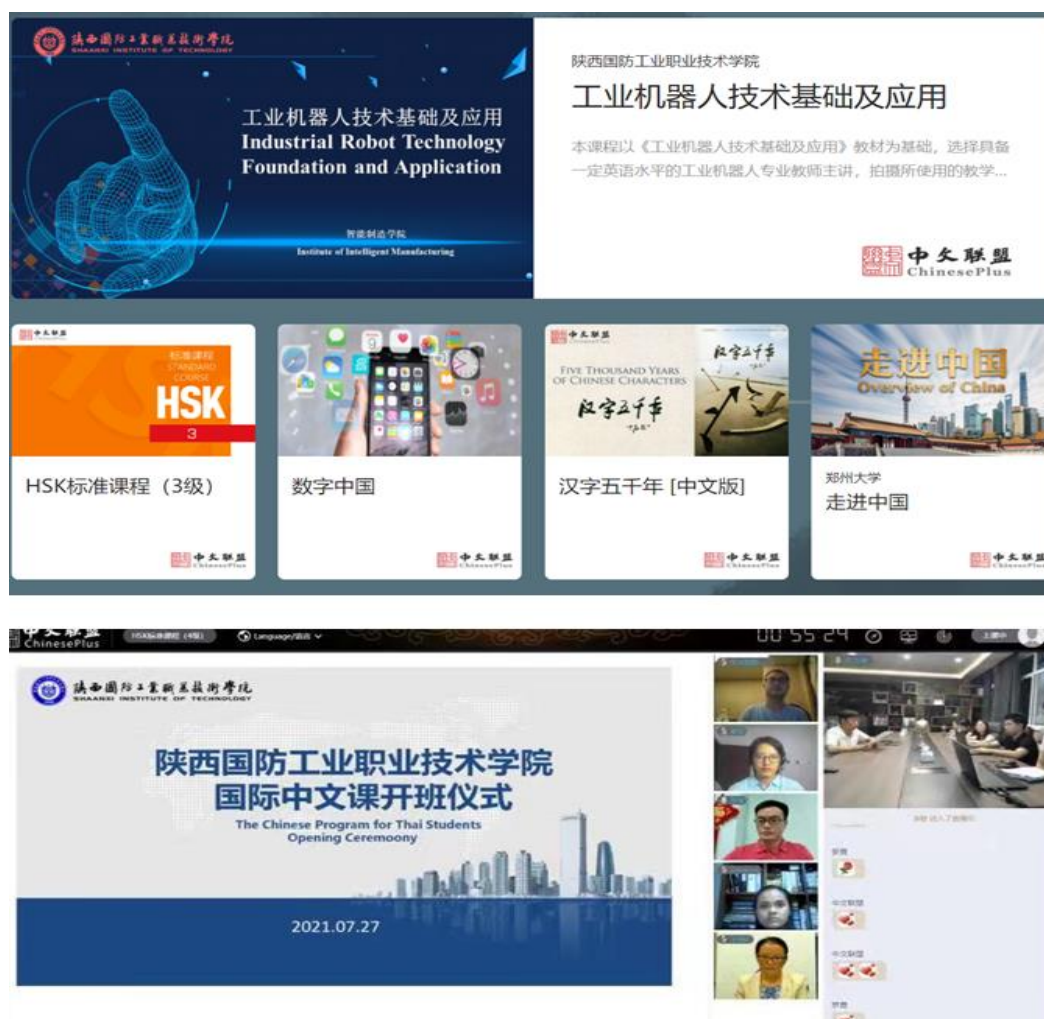 陕西国防工业职业技术学院
SHAANXI INSTITUTE OF TECHNOLOGY
工业机器人技术基础及应用
Industrial Robot Technology
Foundation and Application
智能制造学院
Institute of Intelligent Manufacturing
陕西国防工业职业技术学院
工业机器人技术基础及应用
本课程以《工业机器人技术基础及应用》教材为基础，选择具备
一定英语水平的工业机器人专业教师主讲，拍摄所使用的教学...
中文联盟
ChinesePlus
中文联盟
标准课程
STANDARD
COURSE
HSK
3
HSK标准课程（3级）
中文联盟
ChinesePlus
数字中国
中文联盟
ChinesePlus
中文联盟
FIVE THOUSAND YEARS
OF CHINESE CHARACTERS
汉字五千年
汉字五千年
汉字五千年 [中文版]
中文联盟
ChinesePlus
走进中国
Overview of China
郑州大学
走进中国
中文联盟
ChinesePlus
中文联盟
ChinesePlus
HSK标准课程（4级）
Language/语言
00:55:24
上课中
陕西国防工业职业技术学院
SHAANXI INSTITUTE OF TECHNOLOGY
陕西国防工业职业技术学院
国际中文课开班仪式
The Chinese Program for Thai Students
Opening Ceremoony
2021.07.27
中文联盟
中文联盟